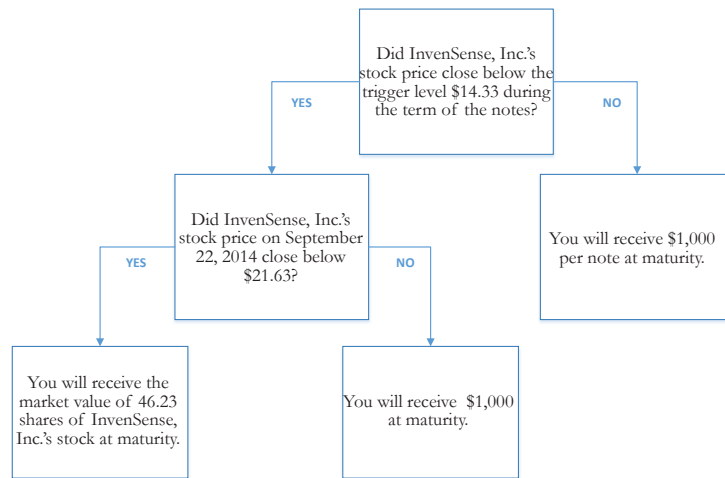 Did InvenSense, Inc.'s
stock price close below the
trigger level $14.33 during
the term of the notes?
YES
NO
Did InvenSense, Inc.'s
stock price on September
22, 2014 close below
$21.63?
You will receive $1,000
per note at maturity.
YES
NO
You will receive the
market value of 46.23
shares of InvenSense,
Inc.'s stock at maturity.
You will receive $1,000
at maturity.